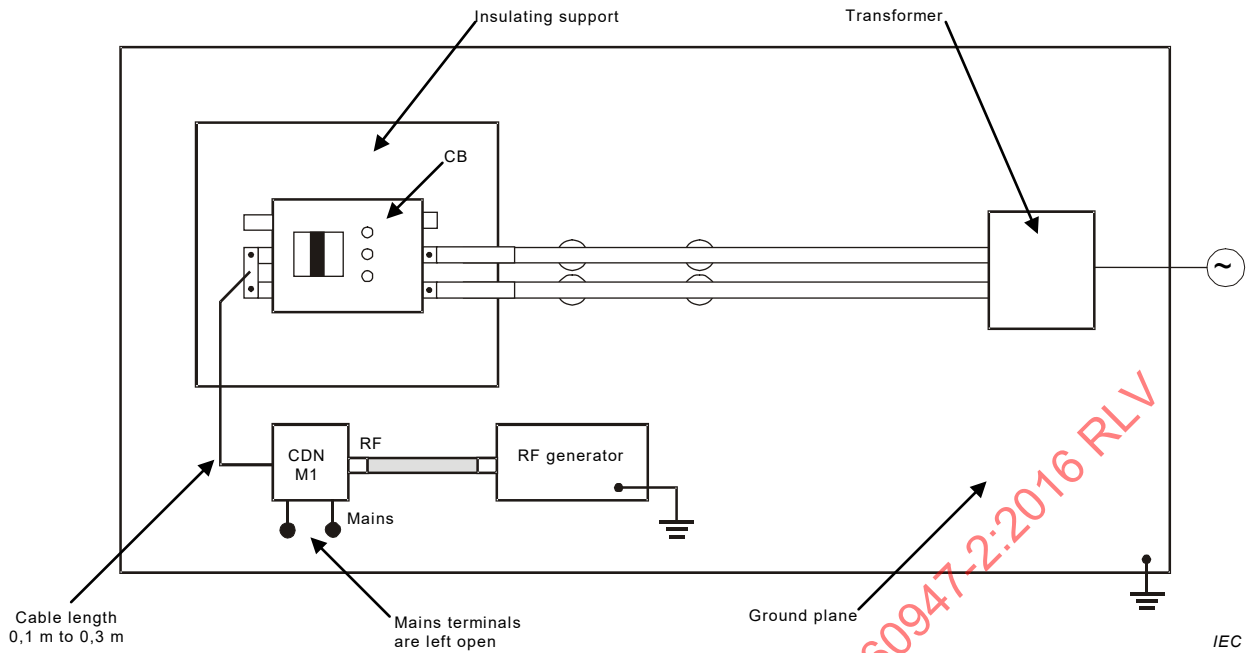 Insulating support
Transformer
CB
~
CDN
M1
RF
RF generator
Mains
Cable length
0,1 m to 0,3 m
Mains terminals
are left open
Ground plane
60947-2:2016 RLV
IEC